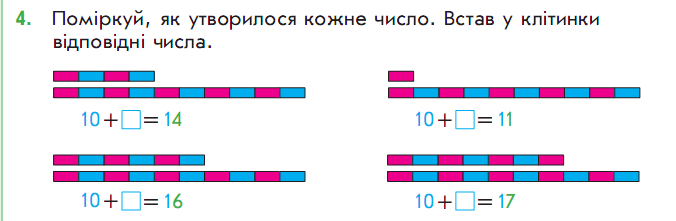 4. Поміркуй, як утворилося кожне число. Встав у клітинки
відповідні числа.
10+□=14
10+□=11
10+□=16
10+□=17